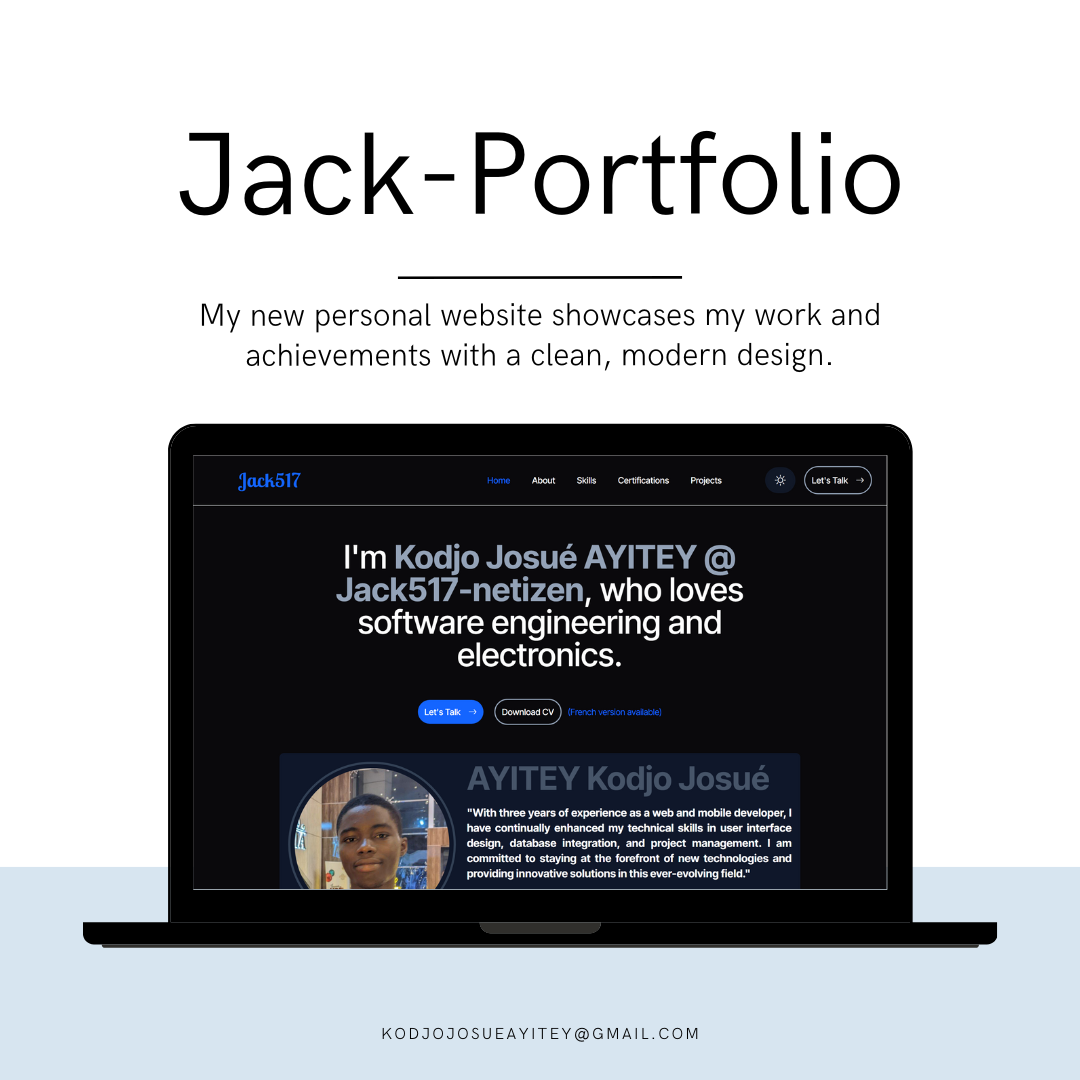 Jack-Portfolio
My new personal website showcases my work and
achievements with a clean, modern design.
Jack517
Home About Skills Certifications Projects Let's Talk →
I'm Kodjo Josué AYITEY @
Jack517-netizen, who loves
software engineering and
electronics.
Let's Talk → Download CV (French version available)
AYITEY Kodjo Josué
"With three years of experience as a web and mobile developer, I
have continually enhanced my technical skills in user interface
design, database integration, and project management. I am
committed to staying at the forefront of new technologies and
providing innovative solutions in this ever-evolving field."
KODJOJOSUEAYITEY@GMAIL.COM